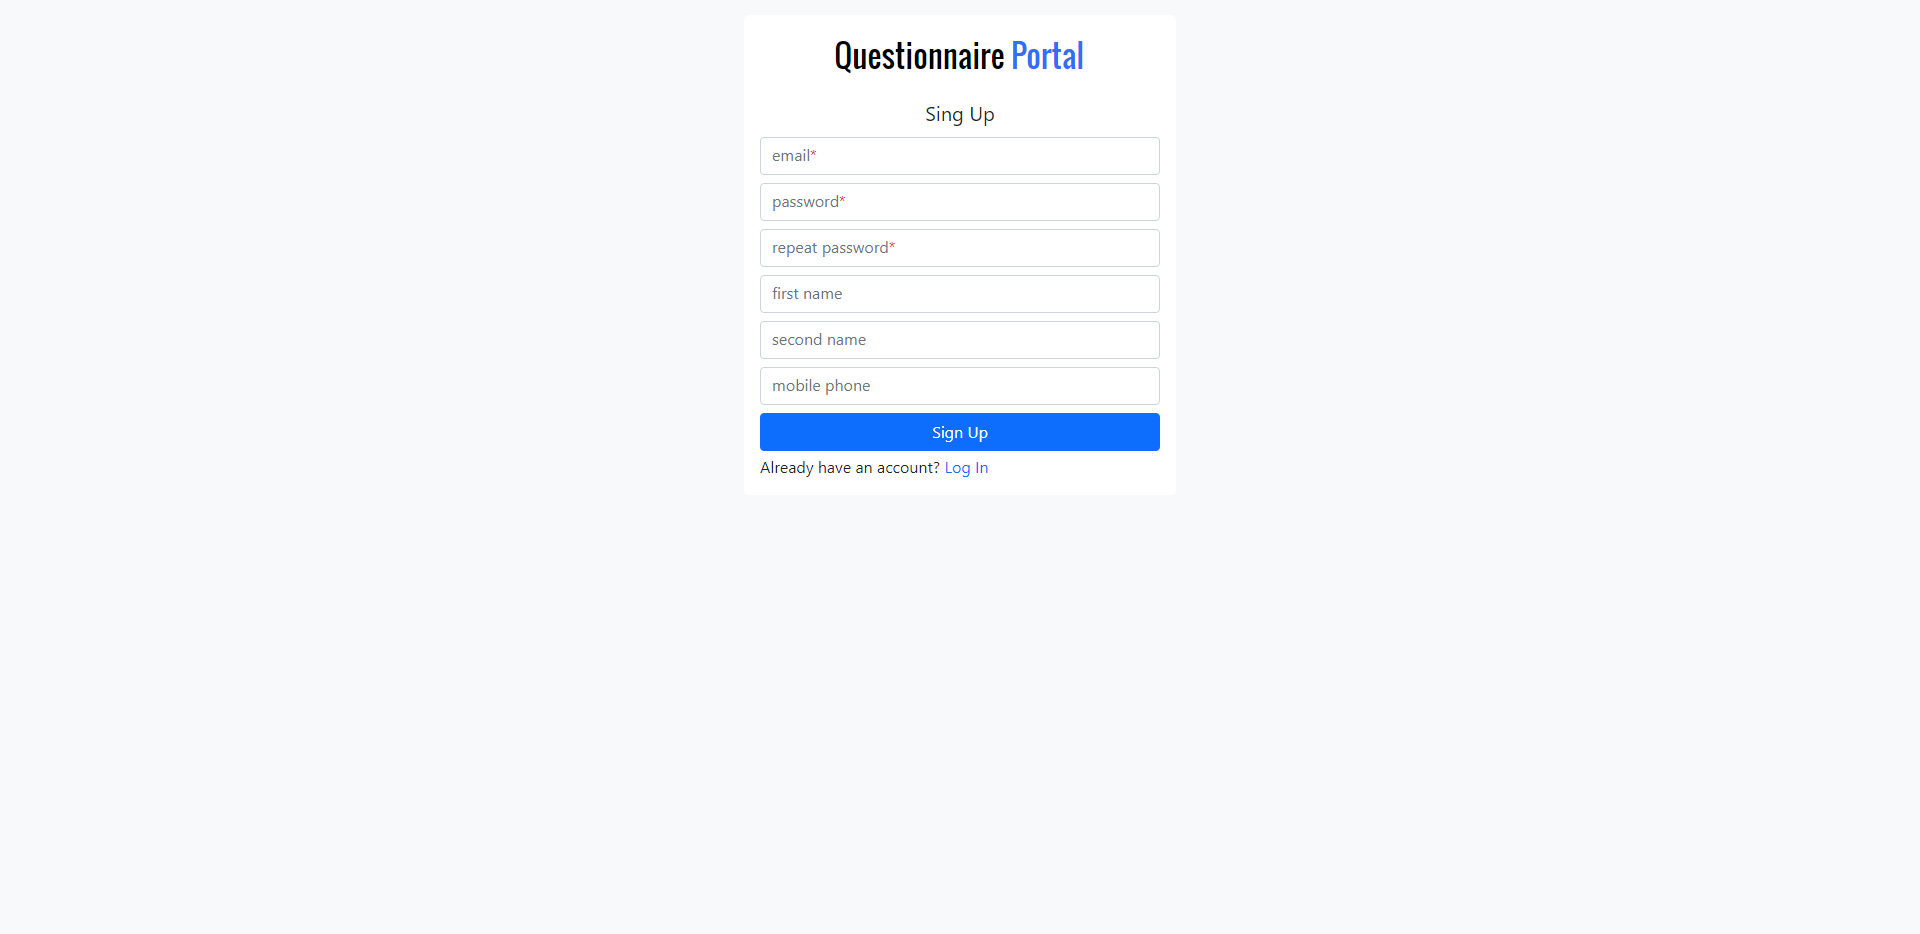 Questionnaire Portal
Sing Up
email*
password*
repeat password*
first name
second name
mobile phone
Sign Up
Already have an account? Log In